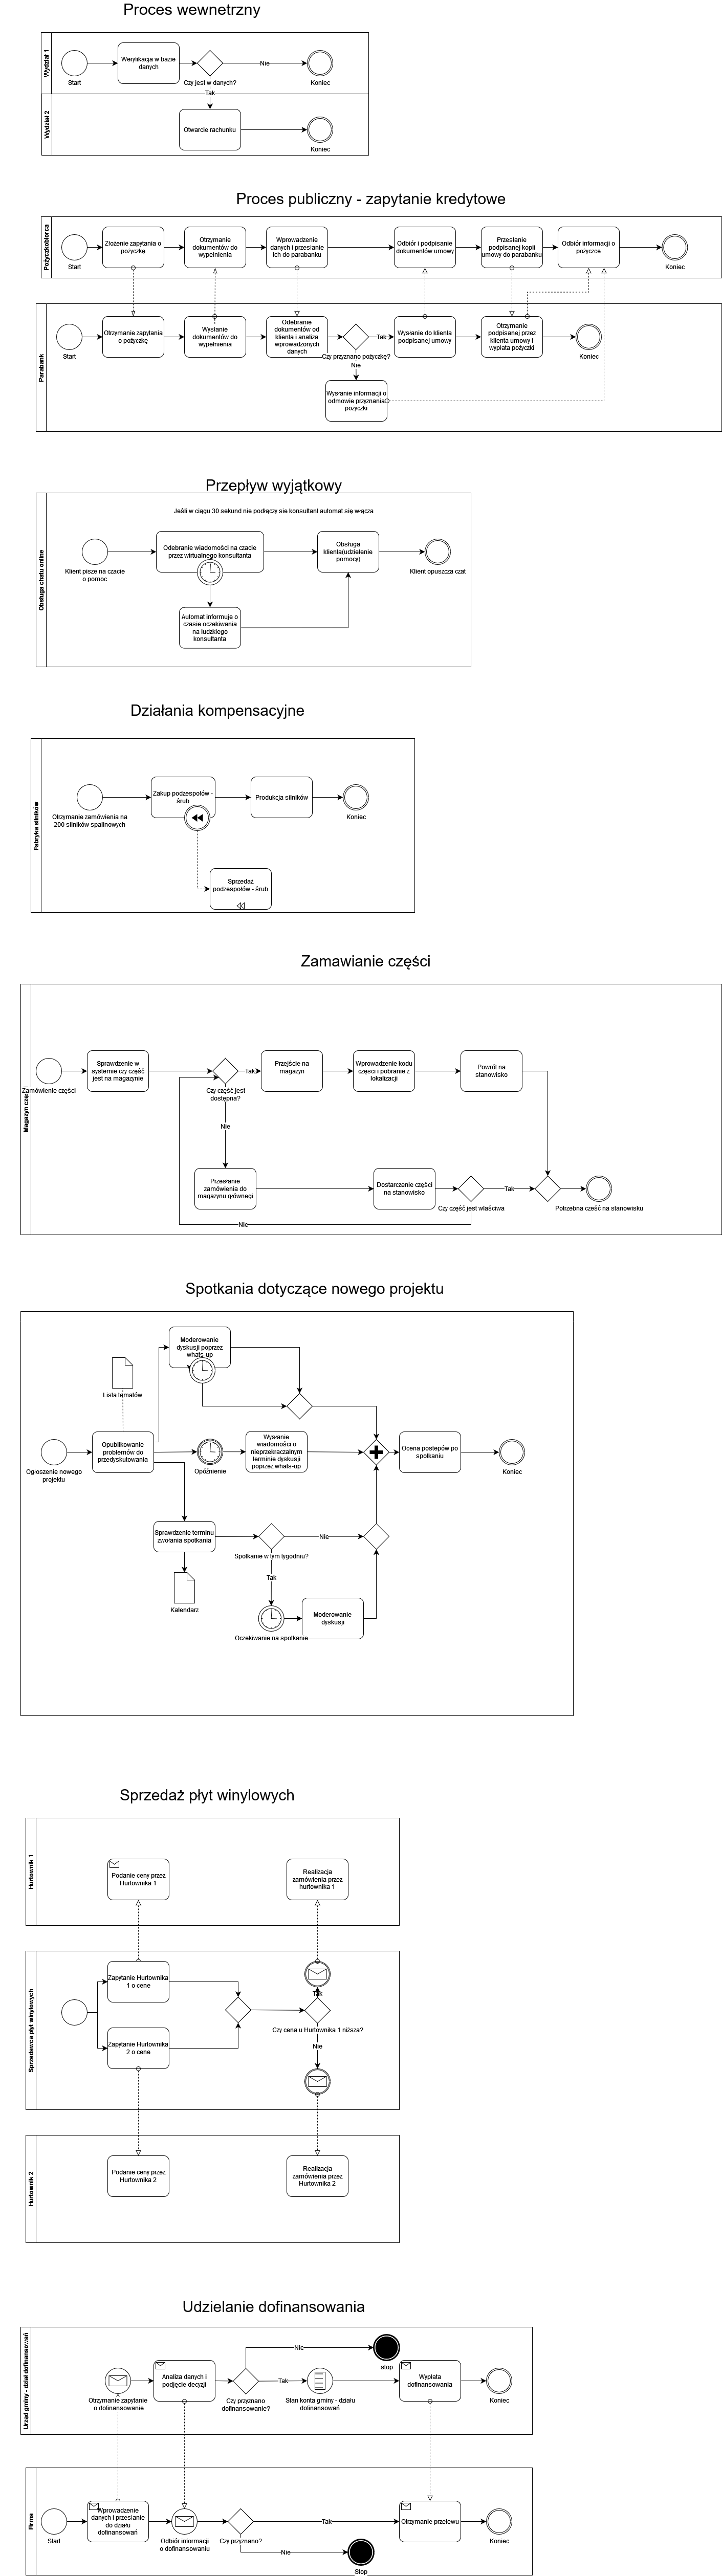 Proces wewnetrzny
Wydział 1
Weryfikacja w bazie
danych
Nie
Start
Czy jest w danych?
Koniec
Tak
Wydział 2
Otwarcie rachunku
Koniec
Proces publiczny - zapytanie kredytowe
Pożyczkobierca
Start
Złożenie zapytania o
pożyczkę
Otrzymanie
dokumentów do
wypełnienia
Wprowadzenie
danych i przesłanie
ich do parabanku
Odbiór i podpisanie
dokumentów umowy
Przesłanie
podpisanej kopii
umowy do parabanku
Odbiór informacji o
pożyczce
Koniec
Parabank
Start
Otrzymanie zapytania
o pożyczkę
Wysłanie
dokumentów do
wypełnienia
Odebranie
dokumentów od
klienta i analiza
wprowadzonych
danych
Tak
Czy przyznano pożyczkę?
Nie
Wysłanie do klienta
podpisanej umowy
Otrzymanie
podpisanej przez
klienta umowy i
wypłata pożyczki
Koniec
Wysłanie informacji o
odmowie przyznania
pożyczki
Przepływ wyjątkowy
Obsługa chatu online
Jeśli w ciągu 30 sekund nie podłączy sie konsultant automat się włącza
Klient pisze na czacie
o pomoc
Odebranie wiadomości na czacie
przez wirtualnego konsultanta
Obsługa
klienta(udzielenie
pomocy)
Klient opuszcza czat
Automat informuje o
czasie oczekiwania
na ludzkiego
konsultanta
Działania kompensacyjne
Fabryka silników
Otrzymanie zamówienia na
200 silników spalinowych
Zakup podzespołów -
śrub
Produkcja silników
Koniec
Sprzedaż
podzespołów - śrub
Zamawianie części
Magazyn czę
Zamówienie części
Sprawdzenie w
systemie czy część
jest na magazynie
Tak
Czy część jest
dostępna?
Przejście na
magazyn
Wprowadzenie kodu
częsci i pobranie z
lokalizacji
Powrót na
stanowisko
Nie
Przesłanie
zamówienia do
magazynu głównegi
Dostarczenie części
na stanowisko
Tak
Czy część jest właściwa
Potrzebna cześć na stanowisku
Nie
Spotkania dotyczące nowego projektu
Moderowanie
dyskusji poprzez
whats-up
Lista tematów
Ogłoszenie nowego
projektu
Opublikowanie
problemów do
przedyskutowania
Opóźnienie
Wysłanie
wiadomości o
nieprzekraczalnym
terminie dyskusji
poprzez whats-up
Ocena postepów po
spotkaniu
Koniec
Sprawdzenie terminu
zwołania spotkania
Nie
Spotkanie w tym tygodniu?
Tak
Kalendarz
Oczekiwanie na spotkanie
Moderowanie
dyskusji
Sprzedaż płyt winylowych
Hurtownik 1
Podanie ceny przez
Hurtownika 1
Realizacja
zamówienia przez
hurtownika 1
Sprzedawca płyt winylowych
Zapytanie Hurtownika
1 o cene
Tak
Czy cena u Hurtownika 1 niższa?
Nie
Zapytanie Hurtownika
2 o cene
Hurtownik 2
Podanie ceny przez
Hurtownika 2
Realizacja
zamówienia przez
Hurtownika 2
Udzielanie dofinansowania
Urząd gminy - dział dofinansowań
Nie
stop
Otrzymanie zapytanie
o dofinansowanie
Analiza danych i
podjęcie decyzji
Tak
Czy przyznano
dofinansowanie?
Stan konta gminy - działu
dofinansowań
Wypłata
dofinansowania
Koniec
Firma
Start
Wprowadzenie
danych i przesłanie
do działu
dofinansowań
Odbiór informacji
o dofinansowaniu
Czy przyznano?
Tak
Nie
Stop
Otrzymanie przelewu
Koniec